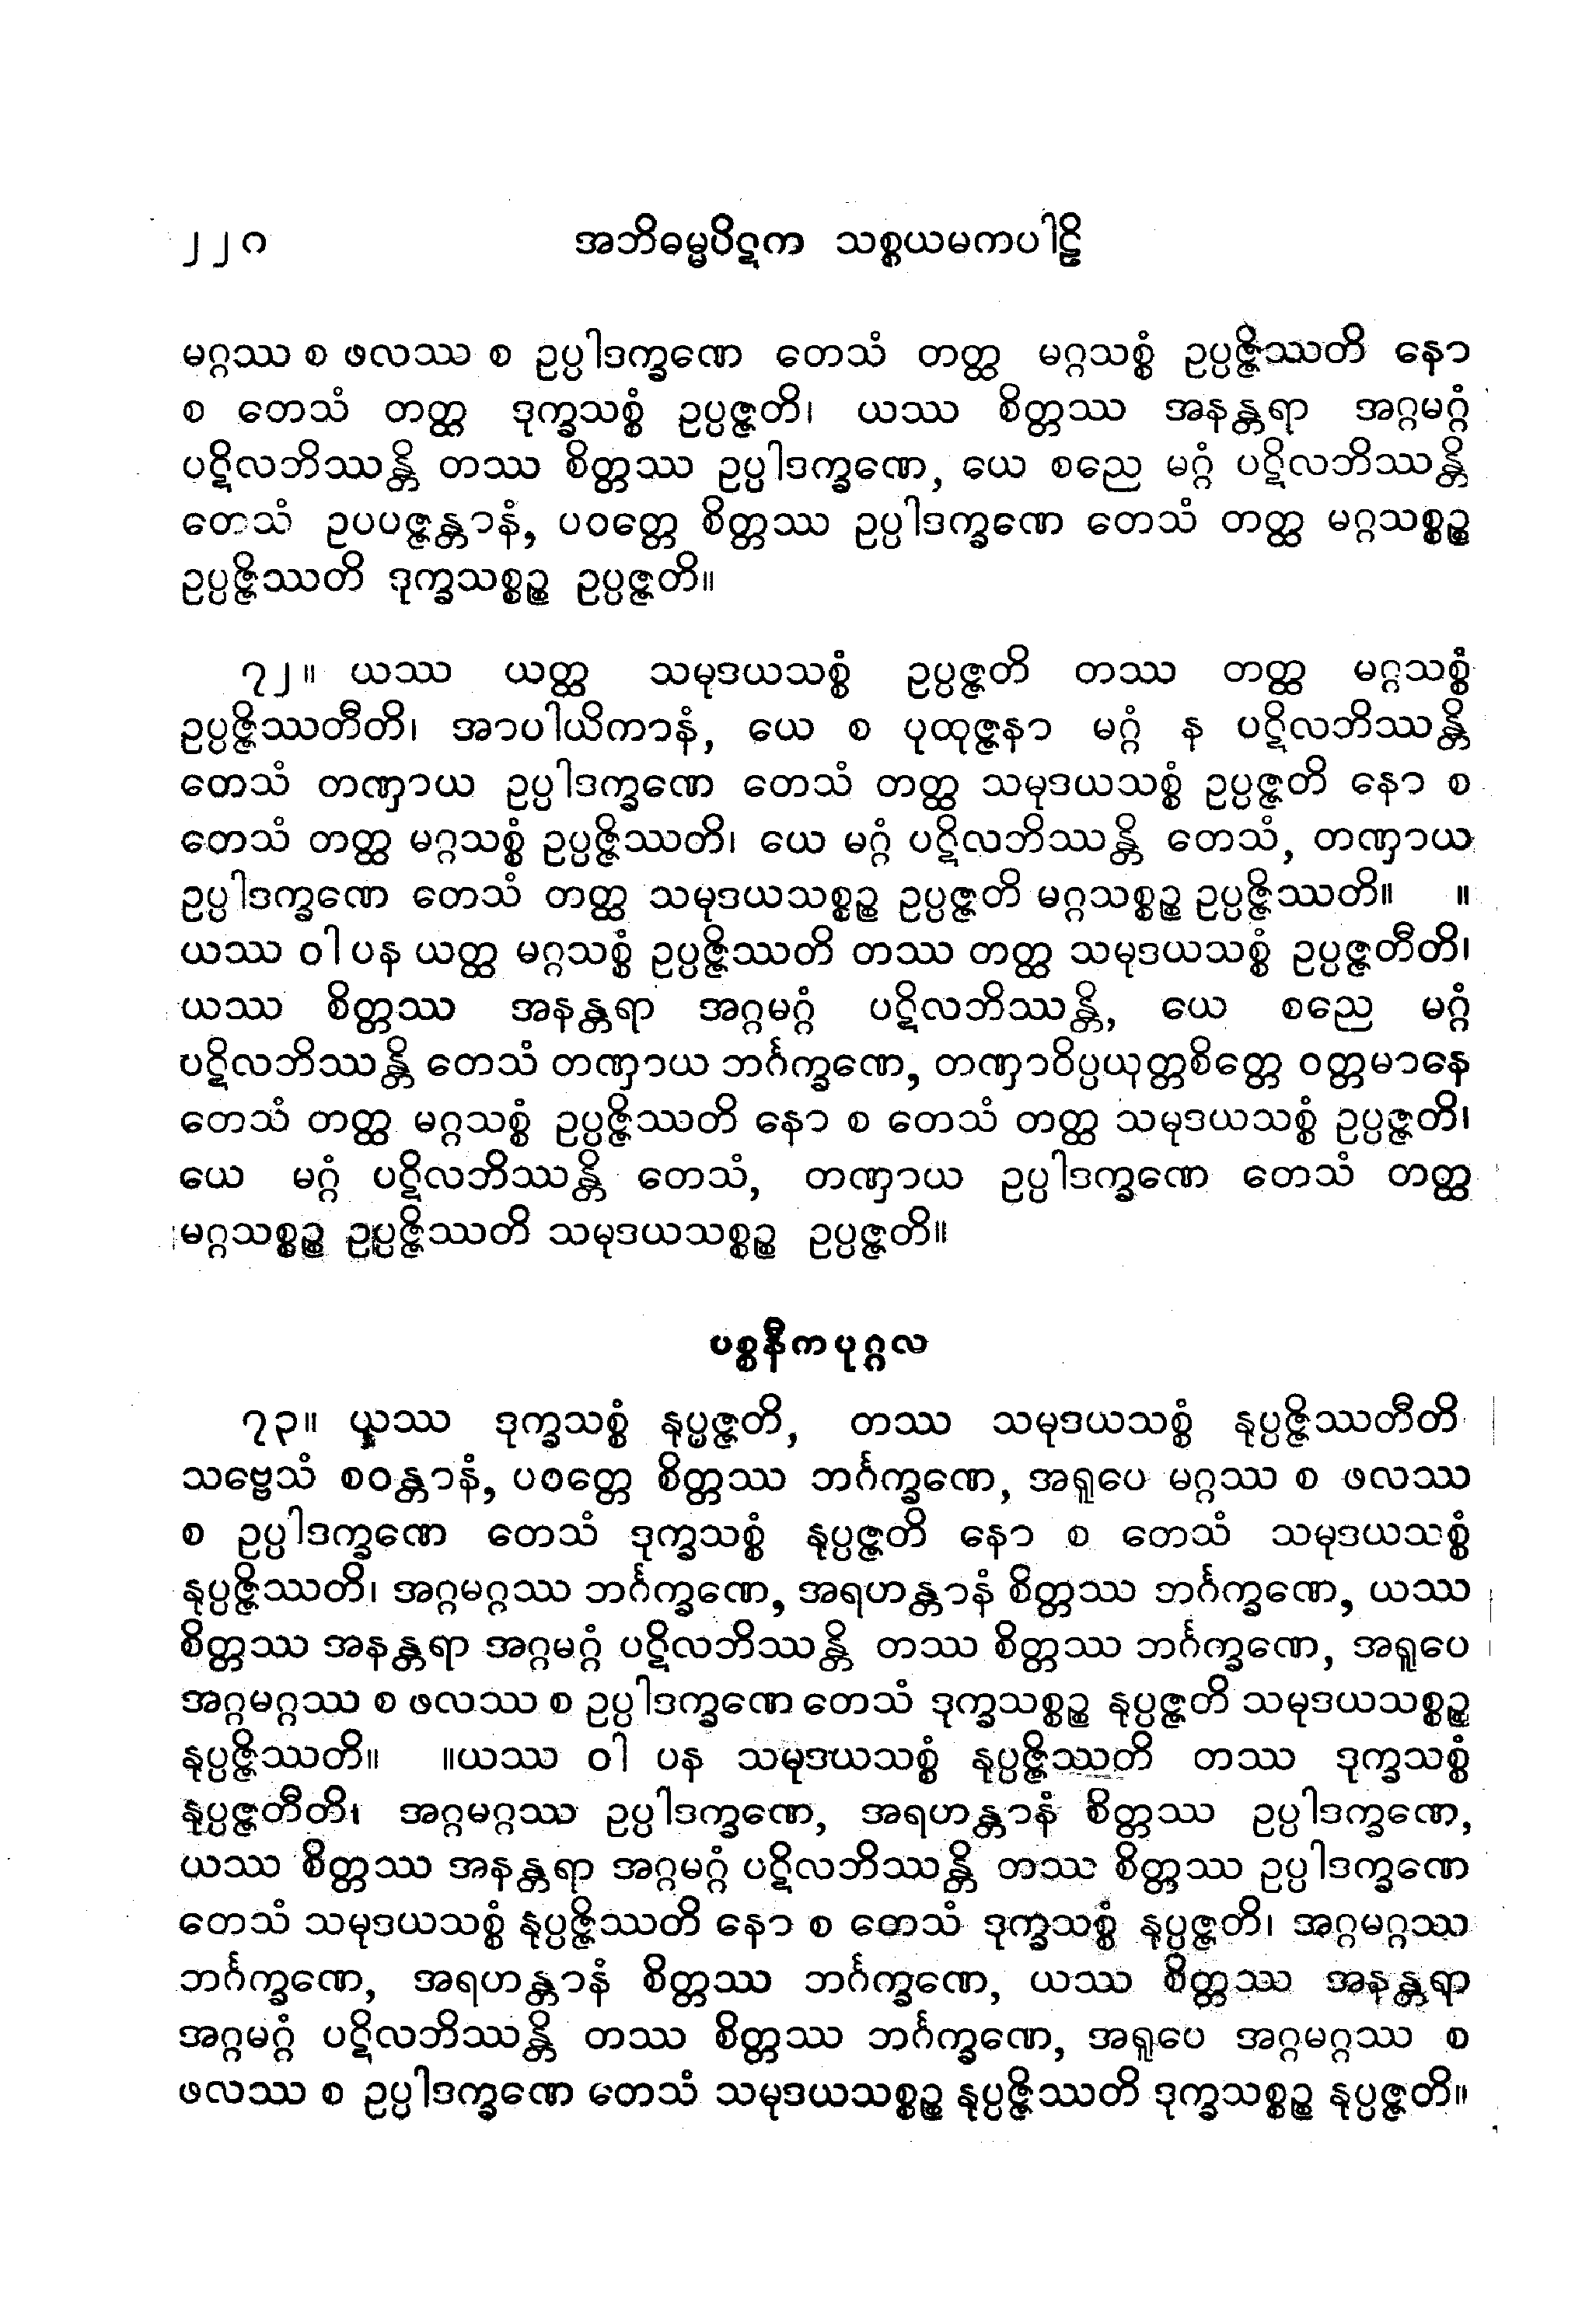 ၂၂၈ အဘိဓမ္မပိဋက သစ္စယမကပါဠိ
မဂ္ဂဿ စ ဖလဿ စ ဥပ္ပါဒက္ခဏေ တေသံ တတ္ထ မဂ္ဂသစ္စံ ဥပ္ပဇ္ဇိဿတိ နော
စ တေသံ တတ္ထ ဒုက္ခသစ္စံ ဥပ္ပဇ္ဇတိ၊ ယဿ စိတ္တဿ အနန္တရာ အဂ္ဂမဂ္ဂံ
ပဋိလဘိဿန္တိ တဿ စိတ္တဿ ဥပ္ပါဒက္ခဏေ, ယေ စညေ မဂ္ဂံ ပဋိလဘိဿန္တိ
တေသံ ဥပပဇ္ဇန္တာနံ, ပဝတ္တေ စိတ္တဿ ဥပ္ပါဒက္ခဏေ တေသံ တတ္ထ မဂ္ဂသစ္စဉ္စ
ဥပ္ပဇ္ဇိဿတိ ဒုက္ခသစ္စဉ္စ ဥပ္ပဇ္ဇတိ။
၇၂။ ယဿ ယတ္ထ သမုဒယသစ္စံ ဥပ္ပဇ္ဇတိ တဿ တတ္ထ မဂ္ဂသစ္စံ
ဥပ္ပဇ္ဇိဿတီတိ၊ အာပါယိကာနံ, ယေ စ ပုထုဇ္ဇနာ မဂ္ဂံ န ပဋိလဘိဿန္တိ
တေသံ တဏှာယ ဥပ္ပါဒက္ခဏေ တေသံ တတ္ထ သမုဒယသစ္စံ ဥပ္ပဇ္ဇတိ နော စ
တေသံ တတ္ထ မဂ္ဂသစ္စံ ဥပ္ပဇ္ဇိဿတိ၊ ယေ မဂ္ဂံ ပဋိလဘိဿန္တိ တေသံ, တဏှာယ
ဥပ္ပါဒက္ခဏေ တေသံ တတ္ထ သမုဒယသစ္စဉ္စ ဥပ္ပဇ္ဇတိ မဂ္ဂသစ္စဉ္စ ဥပ္ပဇ္ဇိဿတိ။ ။
ယဿ ဝါ ပန ယတ္ထ မဂ္ဂသစ္စံ ဥပ္ပဇ္ဇိဿတိ တဿ တတ္ထ သမုဒယသစ္စံ ဥပ္ပဇ္ဇတီတိ၊
ယဿ စိတ္တဿ အနန္တရာ အဂ္ဂမဂ္ဂံ ပဋိလဘိဿန္တိ, ယေ စညေ မဂ္ဂံ
ပဋိလဘိဿန္တိ တေသံ တဏှာယ ဘင်္ဂက္ခဏေ, တဏှာဝိပ္ပယုတ္တစိတ္တေ ဝတ္တမာနေ
တေသံ တတ္ထ မဂ္ဂသစ္စံ ဥပ္ပဇ္ဇိဿတိ နော စ တေသံ တတ္ထ သမုဒယသစ္စံ ဥပ္ပဇ္ဇတိ၊
ယေ မဂ္ဂံ ပဋိလဘိဿန္တိ တေသံ, တဏှာယ ဥပ္ပါဒက္ခဏေ တေသံ တတ္ထ
မဂ္ဂသစ္စဉ္စ ဥပ္ပဇ္ဇိဿတိ သမုဒယသစ္စဉ္စ ဥပ္ပဇ္ဇတိ။
ပစ္စနီကပုဂ္ဂလ
၇၃။ ယဿ ဒုက္ခသစ္စံ နုပ္ပဇ္ဇတိ, တဿ သမုဒယသစ္စံ နုပ္ပဇ္ဇိဿတီတိ
သဗ္ဗေသံ စဝန္တာနံ, ပဝတ္တေ စိတ္တဿ ဘင်္ဂက္ခဏေ, အရူပေ မဂ္ဂဿ စ ဖလဿ
စ ဥပ္ပါဒက္ခဏေ တေသံ ဒုက္ခသစ္စံ နုပ္ပဇ္ဇတိ နော စ တေသံ သမုဒယသစ္စံ
နုပ္ပဇ္ဇိဿတိ၊ အဂ္ဂမဂ္ဂဿ ဘင်္ဂက္ခဏေ, အရဟန္တာနံ စိတ္တဿ ဘင်္ဂက္ခဏေ, ယဿ
စိတ္တဿ အနန္တရာ အဂ္ဂမဂ္ဂံ ပဋိလဘိဿန္တိ တဿ စိတ္တဿ ဘင်္ဂက္ခဏေ, အရူပေ
အဂ္ဂမဂ္ဂဿ စ ဖလဿ စ ဥပ္ပါဒက္ခဏေ တေသံ ဒုက္ခသစ္စဉ္စ နုပ္ပဇ္ဇတိ သမုဒယသစ္စဉ္စ
နုပ္ပဇ္ဇိဿတိ။ ။ယဿ ဝါ ပန သမုဒယသစ္စံ နုပ္ပဇ္ဇိဿတိ တဿ ဒုက္ခသစ္စံ
နုပ္ပဇ္ဇတီတိ၊ အဂ္ဂမဂ္ဂဿ ဥပ္ပါဒက္ခဏေ, အရဟန္တာနံ စိတ္တဿ ဥပ္ပါဒက္ခဏေ,
ယဿ စိတ္တဿ အနန္တရာ အဂ္ဂမဂ္ဂံ ပဋိလဘိဿန္တိ တဿ စိတ္တဿ ဥပ္ပါဒက္ခဏေ
တေသံ သမုဒယသစ္စံ နုပ္ပဇ္ဇိဿတိ နော စ တေသံ ဒုက္ခသစ္စံ နုပ္ပဇ္ဇတိ၊ အဂ္ဂမဂ္ဂဿ
ဘင်္ဂက္ခဏေ, အရဟန္တာနံ စိတ္တဿ ဘင်္ဂက္ခဏေ, ယဿ စိတ္တဿ အနန္တရာ
အဂ္ဂမဂ္ဂံ ပဋိလဘိဿန္တိ တဿ စိတ္တဿ ဘင်္ဂက္ခဏေ, အရူပေ အဂ္ဂမဂ္ဂဿ စ
ဖလဿ စ ဥပ္ပါဒက္ခဏေ တေသံ သမုဒယသစ္စဉ္စ နုပ္ပဇ္ဇိဿတိ ဒုက္ခသစ္စဉ္စ နုပ္ပဇ္ဇတိ။